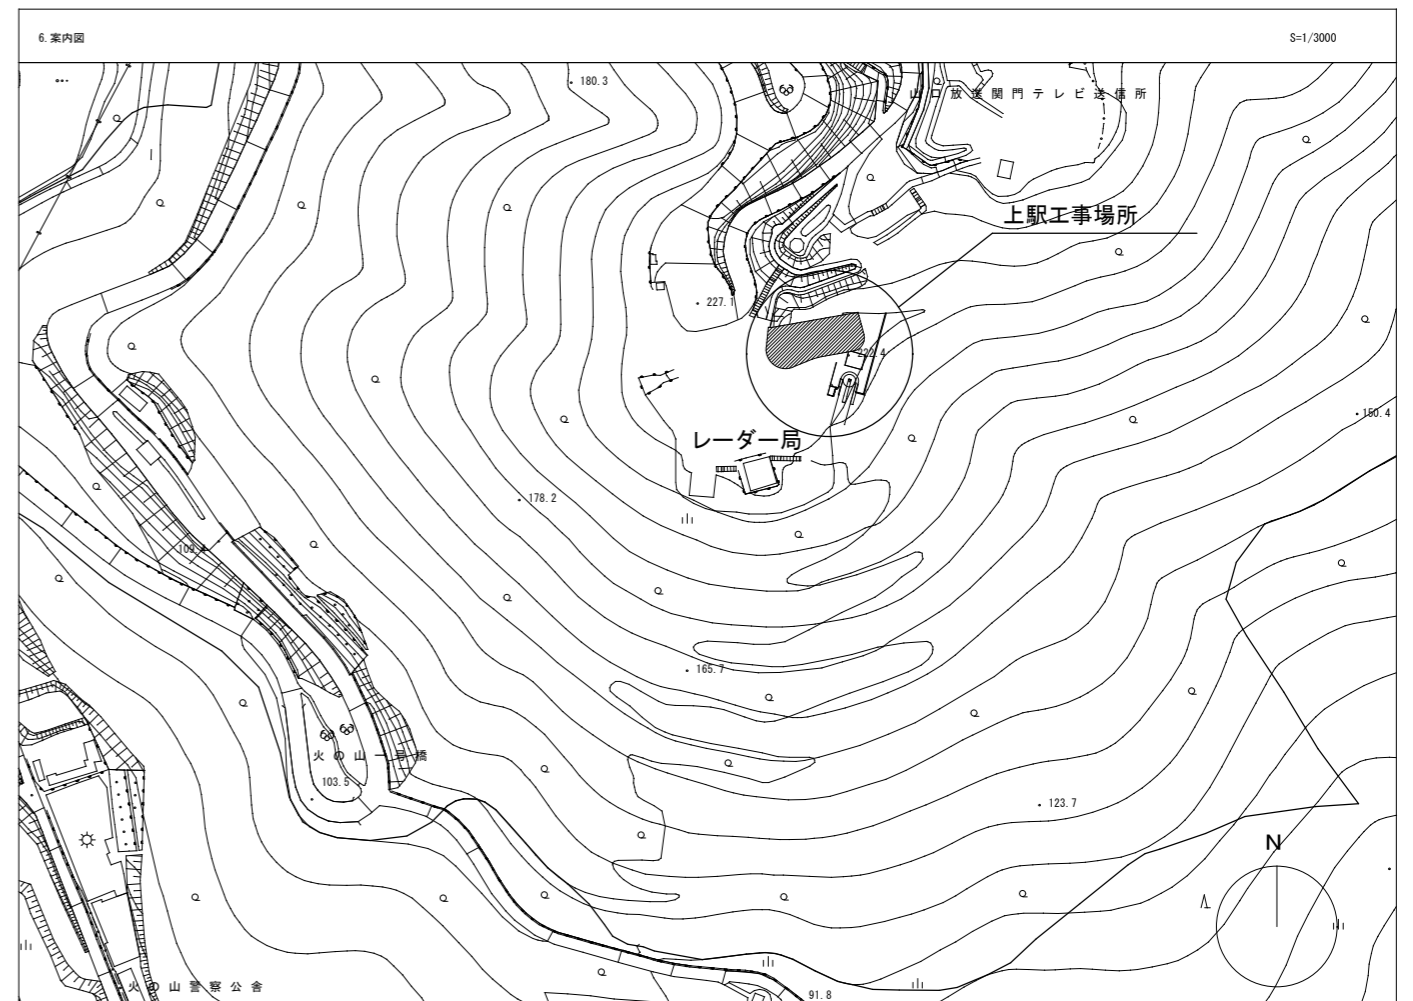 6. 案内図
S=1/3000
180.3
山口放送関門テレビ送信所
上駅工事場所
227.1
222.4
150.4
レーダー局
178.2
109.4
165.7
火の山一号橋
103.5
123.7
N
火の山警察公舎
91.8